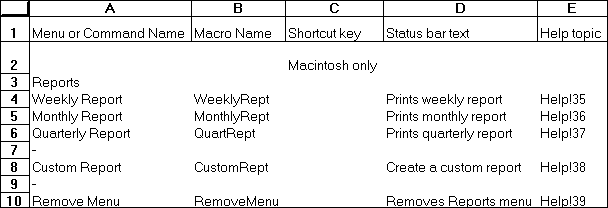 A B C D E
1 Menu or Command Name Macro Name Shortcut key Status bar text Help topic
2 Macintosh only
3 Reports
4 Weekly Report WeeklyRept Prints weekly report Help!35
5 Monthly Report MonthlyRept Prints monthly report Help!36
6 Quarterly Report QuartRept Prints quarterly report Help!37
7 -
8 Custom Report CustomRept Create a custom report Help!38
9 -
10 Remove Menu RemoveMenu Removes Reports menu Help!39